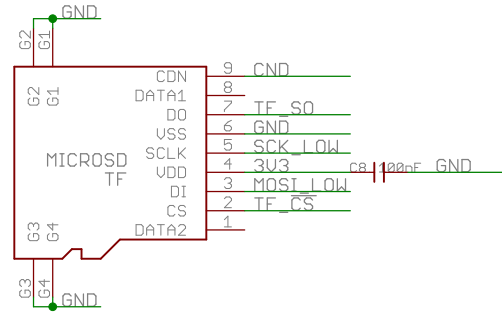 GND
G2 G1
9 CND
CDN
G2 G1
8
DATA1
7 TF_SO
DO
6 GND
VSS
5 SCK_LOW
SCLK
MICROSD
TF
4 3V3
VDD
C8 100nF
GND
3 MOSI_LOW
DI
2 TF_CS
CS
1
DATA2
G3 G4
G3 G4
GND